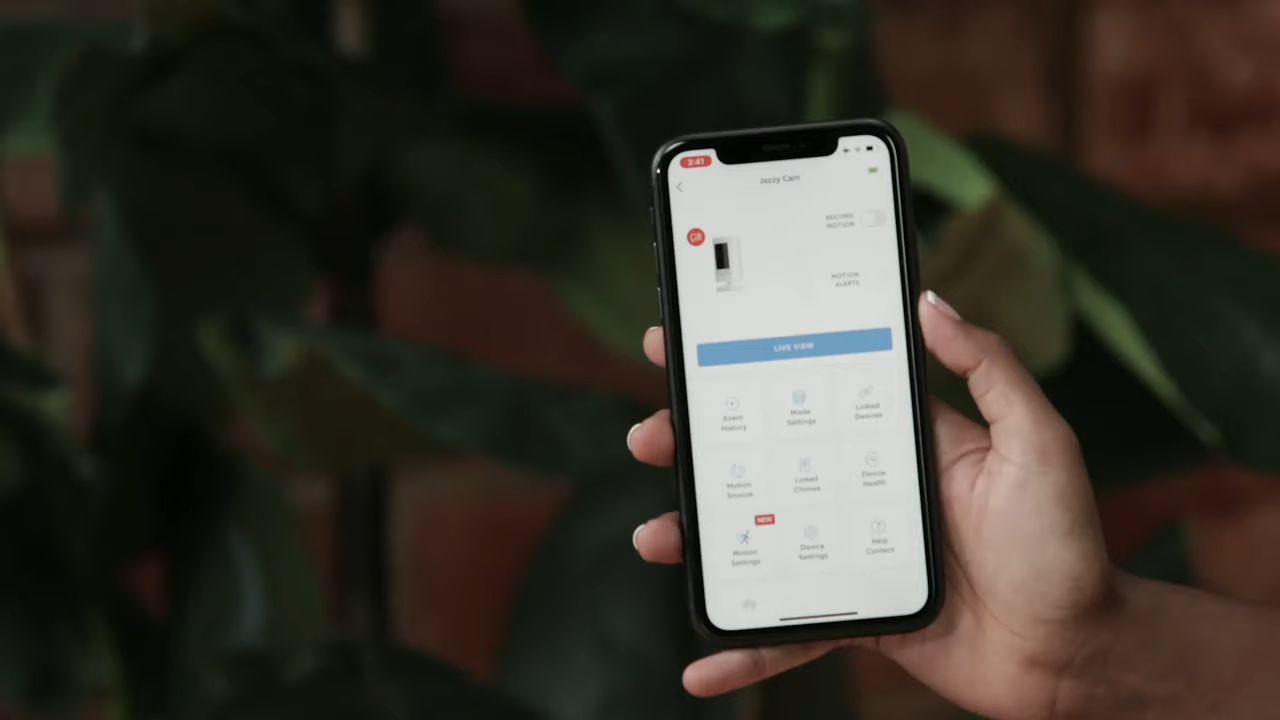 3:41
Jazzy Cam
RECORD
MOTION
MOTION
ALERTS
LIVE VIEW
Event
History
Mode
Settings
Linked
Devices
Motion
Snooze
Linked
Chimes
Device
Health
NEW
Motion
Settings
Device
Settings
Help
Content